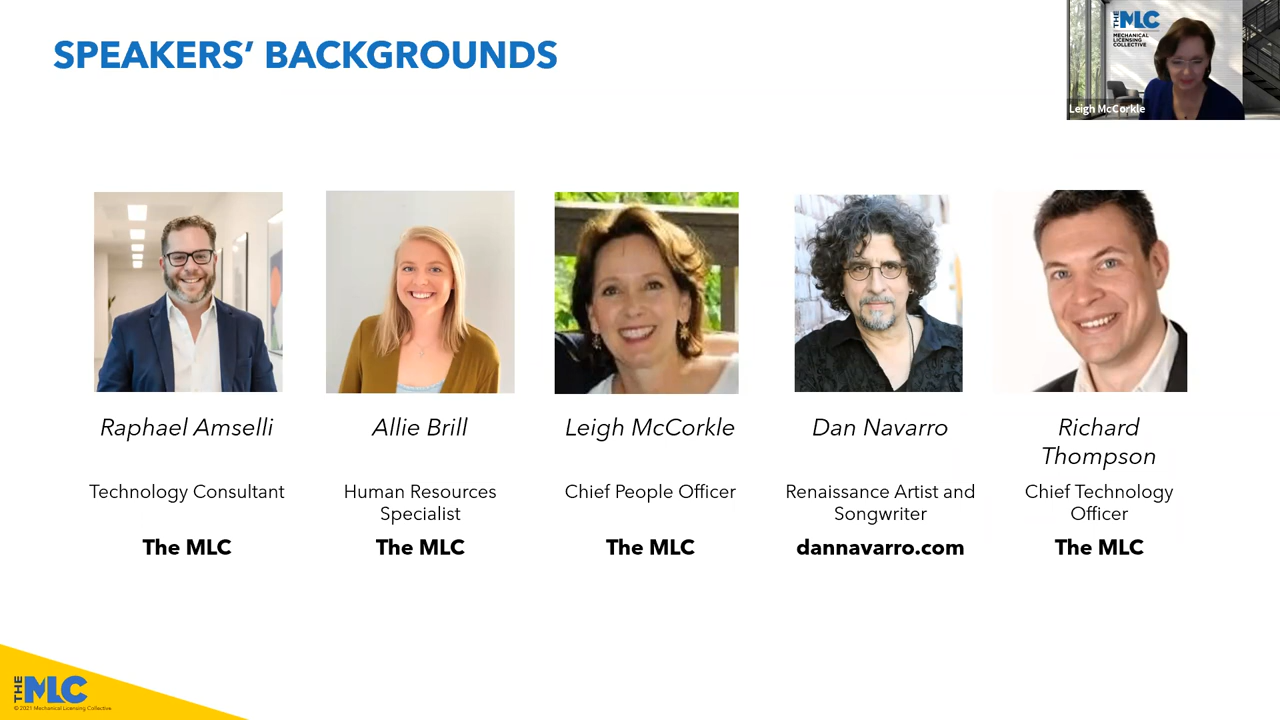 SPEAKERS' BACKGROUNDS
THE MLC
MECHANICAL
LICENSING
COLLECTIVE
Leigh McCorkle
Raphael Amselli
Allie Brill
Leigh McCorkle
Dan Navarro
Richard
Thompson
Technology Consultant
Human Resources
Specialist
Chief People Officer
Renaissance Artist and
Songwriter
Chief Technology
Officer
The MLC
The MLC
The MLC
dannavarro.com
The MLC
THE MLC
© 2021 Mechanical Licensing Collective